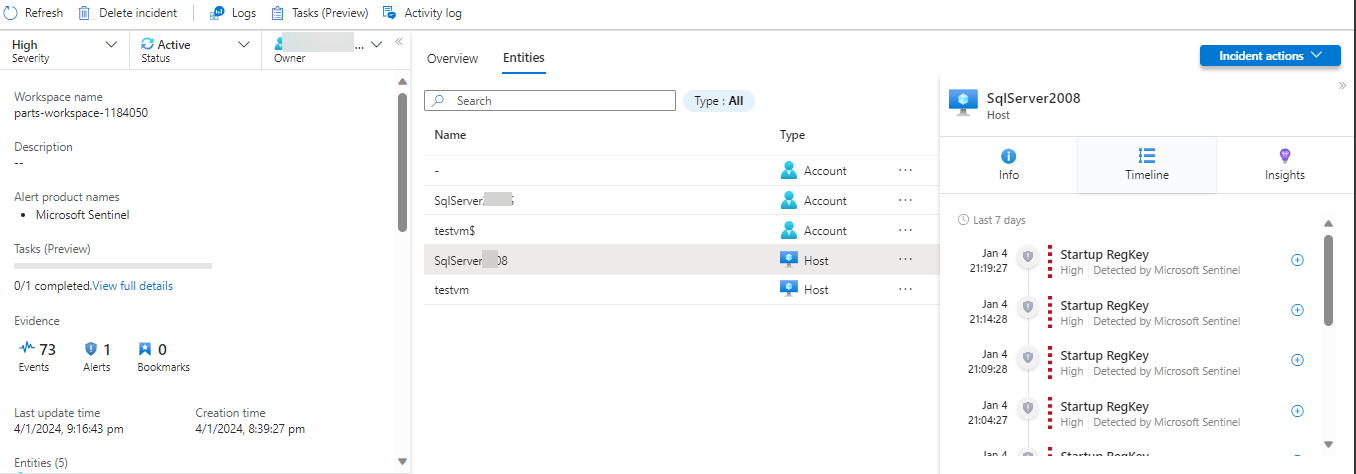 Refresh Delete incident Logs Tasks (Preview) Activity log
High
Severity
Active
Status
...
Owner
Workspace name
parts-workspace-1184050
Description
--
Alert product names
• Microsoft Sentinel
Tasks (Preview)
0/1 completed.View full details
Evidence
73
Events
1
Alerts
0
Bookmarks
Last update time
4/1/2024, 9:16:43 pm
Creation time
4/1/2024, 8:39:27 pm
Entities (5)
Overview Entities
Incident actions
Search
Type : All
Name Type
- Account ...
SqlServer Account ...
testvm$ Account ...
SqlServer 08 Host ...
testvm Host ...
SqlServer2008
Host
Info Timeline Insights
Last 7 days
Jan 4
21:19:27
Startup RegKey
High Detected by Microsoft Sentinel
Jan 4
21:14:28
Startup RegKey
High Detected by Microsoft Sentinel
Jan 4
21:09:28
Startup RegKey
High Detected by Microsoft Sentinel
Jan 4
21:04:27
Startup RegKey
High Detected by Microsoft Sentinel
Jan 4
Startup RegKey